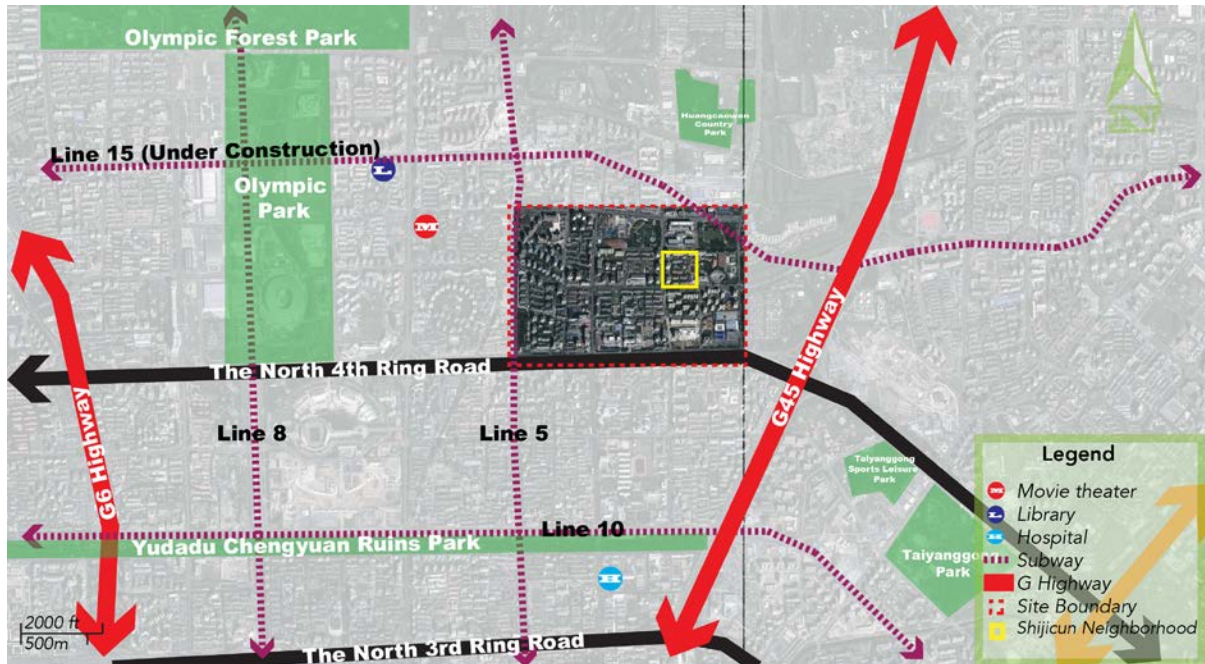 Olympic Forest Park
Huangcaowan
Country
Park
Line 15 (Under Construction)
L
Olympic
Park
M
The North 4th Ring Road
G45 Highway
G6 Highway
Line 8
Line 5
Taiyanggong
Sports Leisure
Park
Line 10
Yudadu Chengyuan Ruins Park
Taiyanggong
Park
H
2000 ft
500m
The North 3rd Ring Road
Legend
M Movie theater
L Library
H Hospital
Subway
G Highway
Site Boundary
Shijicun Neighborhood